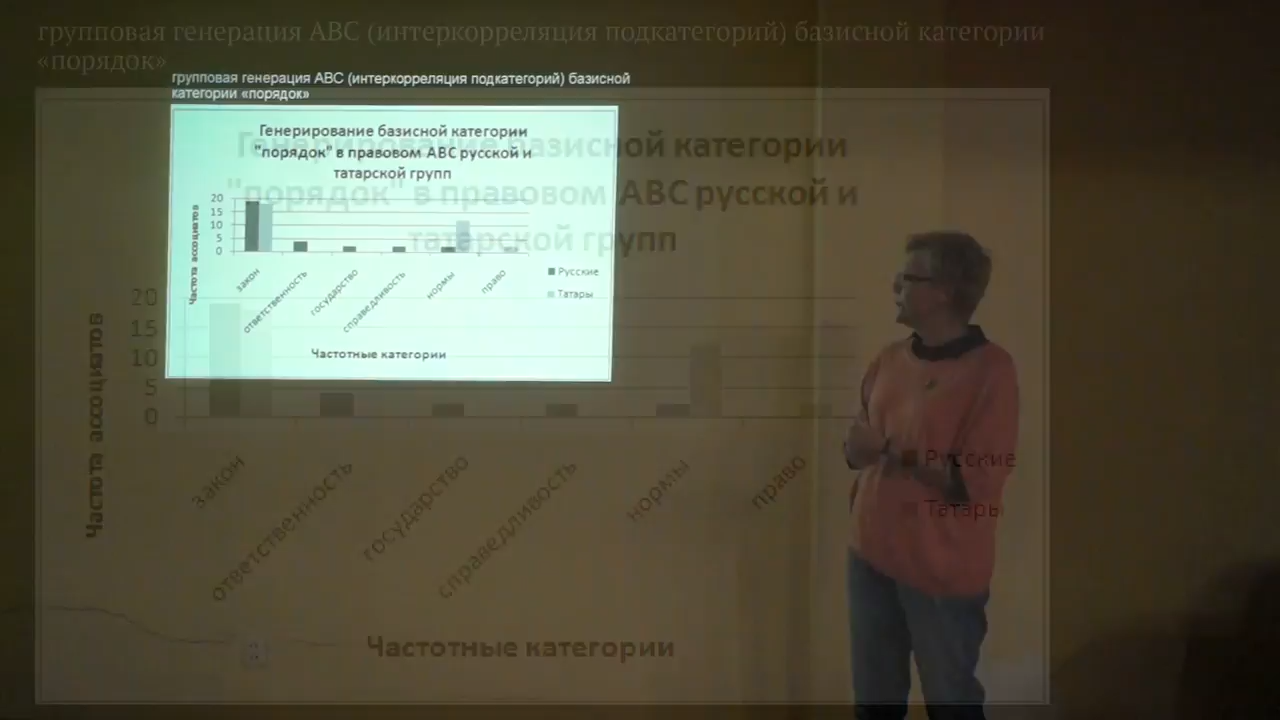 групповая генерация АВС (интеркорреляция подкатегорий) базисной категории
«порядок»
групповая генерация АВС (интеркорреляция подкатегорий) базисной
категории «порядок»
Генерирование базисной категории
"порядок" в правовом АВС русской и
татарской групп
20
15
10
5
0
Частота ассоциатов
закон
ответственность
государство
справедливость
нормы
право
Русские
Татары
Частотные категории
Генерирование базисной категории
"порядок" в правовом АВС русской и
татарской групп
20
15
10
5
0
Частота ассоциатов
закон
ответственность
государство
справедливость
нормы
право
Русские
Татары
Частотные категории